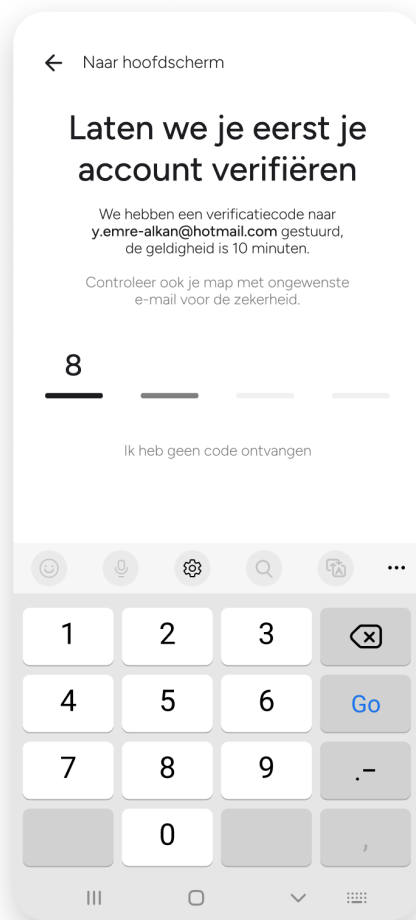 Naar hoofdscherm
Laten we je eerst je
account verifiëren
We hebben een verificatiecode naar
y.emre-alkan@hotmail.com gestuurd,
de geldigheid is 10 minuten.
Controleer ook je map met ongewenste
e-mail voor de zekerheid.
8
Ik heb geen code ontvangen
1 2 3
4 5 6 Go
7 8 9 .-
0 ,